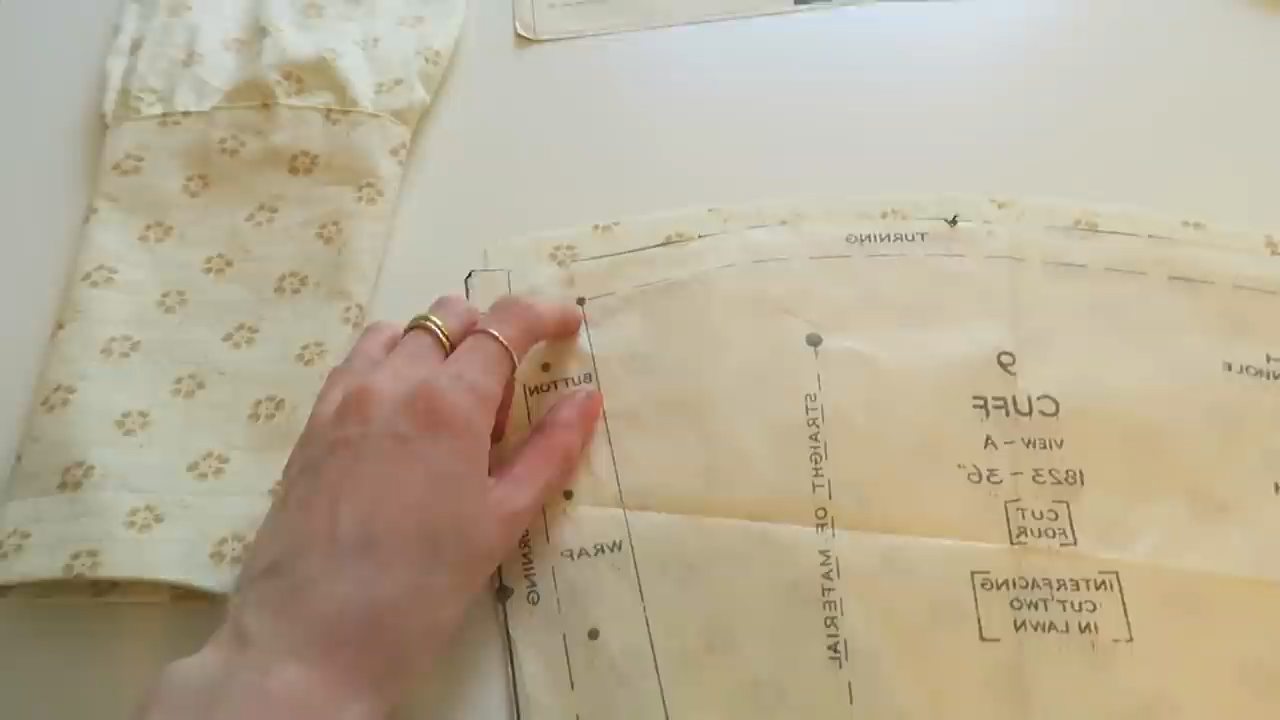 TURNING
9
CUFF
VIEW - A
1823 - 36"
[CUT
FOUR]
[INTERFACING
CUT TWO
IN LAWN]
STRAIGHT OF MATERIAL
BUTTON
WRAP